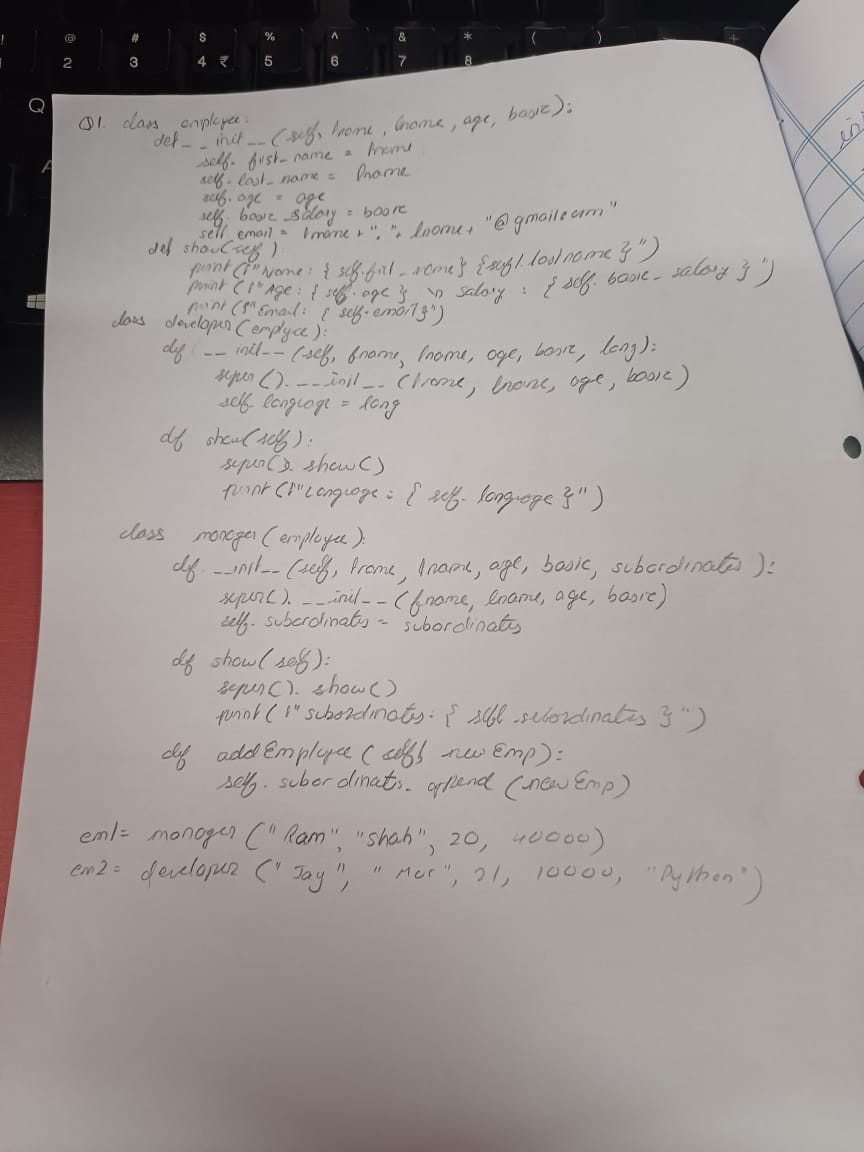 ! @ # $ % ^ & * ( ) +
2 3 4 ₹ 5 6 7 8
Q
Q1. class employee:
def __init__(self, fname, lname, age, basic):
self. first_name = fname
self. last_name = lname
self. age = age
self. basic_salary = basic
self email = fname + "." + lname + "@gmail.com"
def show(self)
print(f"Name: { self.first_name} {self.lastname }")
print (f"Age: { self. age } \n salary : { self. basic_salary }")
print (f"Email: { self.email}")
class developer(employee):
def __init__(self, fname, lname, age, basic, lang):
super(). __init__ (fname, lname, age, basic)
self language = lang
def show(self):
super(). show()
print (f"Language: { self. language }")
class manager(employee):
def __init__(self, fname, lname, age, basic, subordinates):
super(). __init__(fname, lname, age, basic)
self. subordinates = subordinates
def show(self):
super(). show()
print (f"subordinates: { self .subordinates }")
def addEmployee (self, newEmp):
self. subordinates. append (newEmp)
em1= manager ("Ram", "Shah", 20, 40000)
em2= developer ("Jay", "Mer", 21, 10000, "Python")